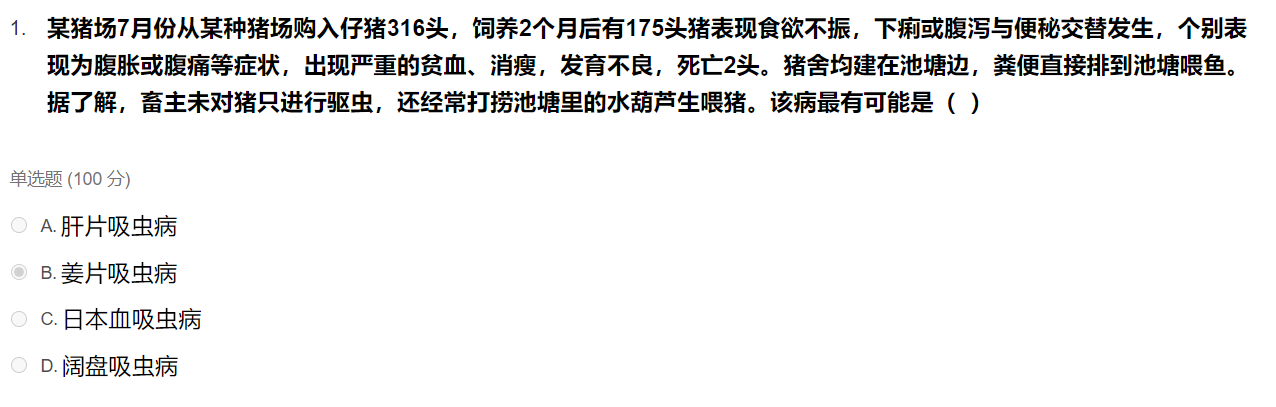 1. 某猪场7月份从某种猪场购入仔猪316头，饲养2个月后有175头猪表现食欲不振，下痢或腹泻与便秘交替发生，个别表
现为腹胀或腹痛等症状，出现严重的贫血、消瘦，发育不良，死亡2头。猪舍均建在池塘边，粪便直接排到池塘喂鱼。
据了解，畜主未对猪只进行驱虫，还经常打捞池塘里的水葫芦生喂猪。该病最有可能是（ ）
单选题 (100 分)
A. 肝片吸虫病
B. 姜片吸虫病
C. 日本血吸虫病
D. 阔盘吸虫病